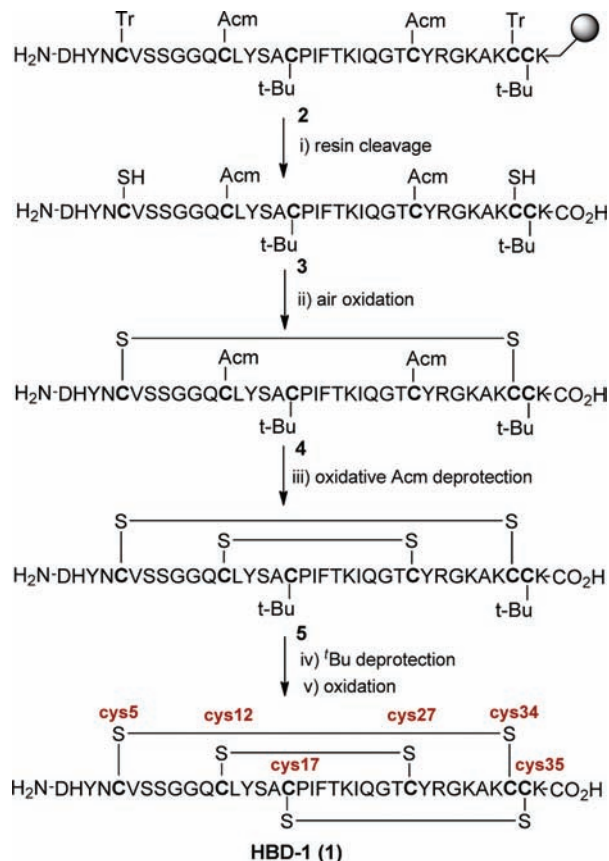 Tr Acm Acm Tr
H₂N-DHYNCVSSGGQCLYSACPIFTKIQGTCYRGKAKCCK
t-Bu t-Bu
2
i) resin cleavage
SH Acm Acm SH
H₂N-DHYNCVSSGGQCLYSACPIFTKIQGTCYRGKAKCCK-CO₂H
t-Bu t-Bu
3
ii) air oxidation
S S
Acm Acm
H₂N-DHYNCVSSGGQCLYSACPIFTKIQGTCYRGKAKCCK-CO₂H
t-Bu t-Bu
4
iii) oxidative Acm deprotection
S S
S S
H₂N-DHYNCVSSGGQCLYSACPIFTKIQGTCYRGKAKCCK-CO₂H
t-Bu t-Bu
5
iv) ᵗBu deprotection
v) oxidation
cys5 cys12 cys27 cys34
S S
S S
cys17 cys35
H₂N-DHYNCVSSGGQCLYSACPIFTKIQGTCYRGKAKCCK-CO₂H
S S
HBD-1 (1)